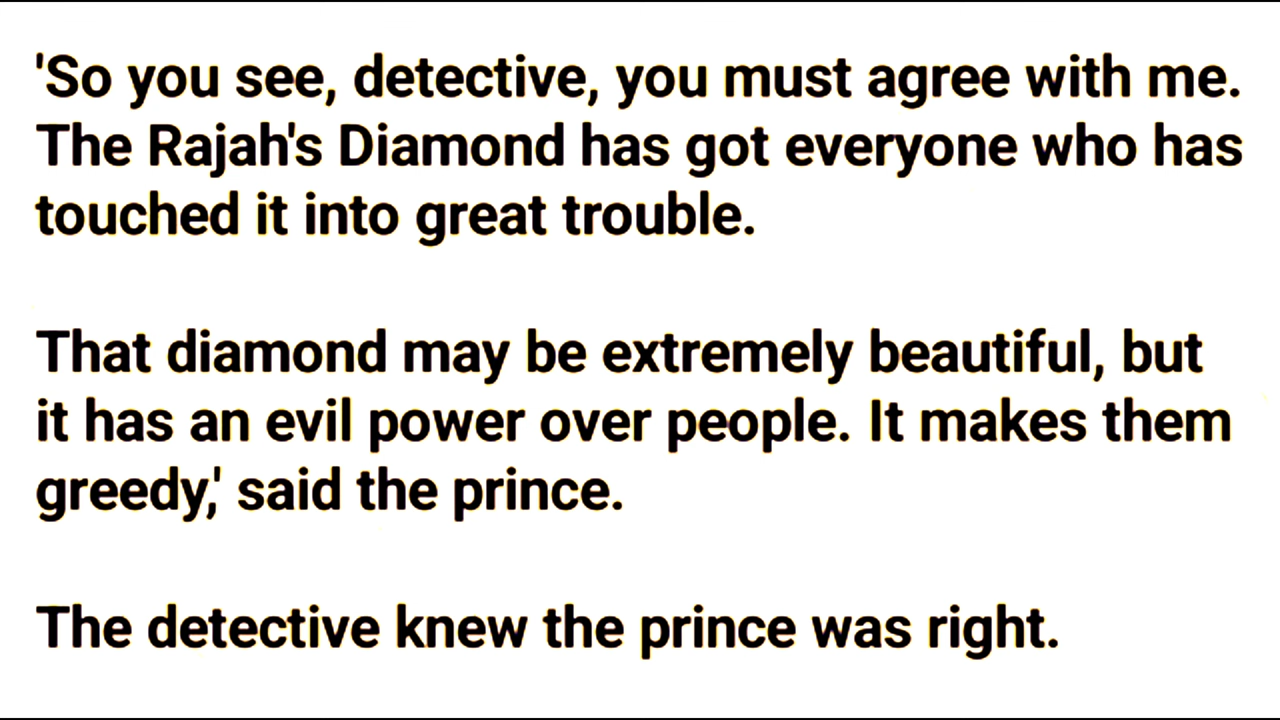 'So you see, detective, you must agree with me.
The Rajah's Diamond has got everyone who has
touched it into great trouble.
That diamond may be extremely beautiful, but
it has an evil power over people. It makes them
greedy,' said the prince.
The detective knew the prince was right.